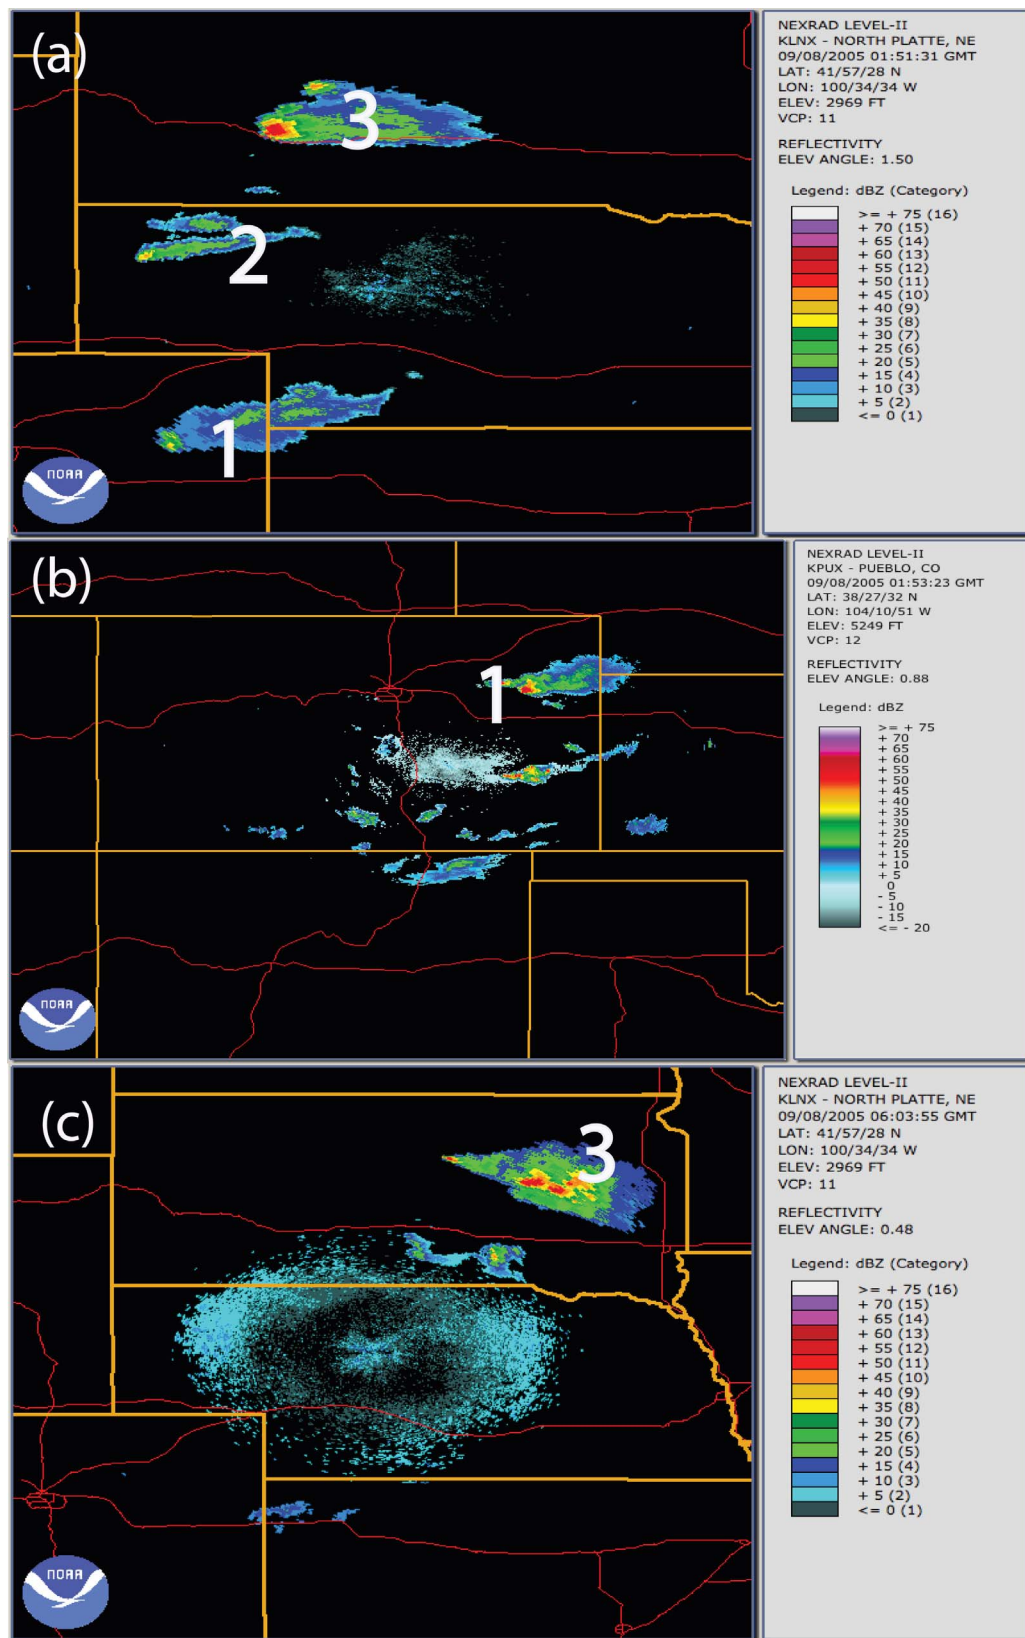 (a)
3
2
1
NOAA
NEXRAD LEVEL-II
KLNX - NORTH PLATTE, NE
09/08/2005 01:51:31 GMT
LAT: 41/57/28 N
LON: 100/34/34 W
ELEV: 2969 FT
VCP: 11
REFLECTIVITY
ELEV ANGLE: 1.50
Legend: dBZ (Category)
>= + 75 (16)
+ 70 (15)
+ 65 (14)
+ 60 (13)
+ 55 (12)
+ 50 (11)
+ 45 (10)
+ 40 (9)
+ 35 (8)
+ 30 (7)
+ 25 (6)
+ 20 (5)
+ 15 (4)
+ 10 (3)
+ 5 (2)
<= 0 (1)
(b)
1
NOAA
NEXRAD LEVEL-II
KPUX - PUEBLO, CO
09/08/2005 01:53:23 GMT
LAT: 38/27/32 N
LON: 104/10/51 W
ELEV: 5249 FT
VCP: 12
REFLECTIVITY
ELEV ANGLE: 0.88
Legend: dBZ
>= + 75
+ 70
+ 65
+ 60
+ 55
+ 50
+ 45
+ 40
+ 35
+ 30
+ 25
+ 20
+ 15
+ 10
+ 5
0
- 5
- 10
- 15
<= - 20
(c)
3
NOAA
NEXRAD LEVEL-II
KLNX - NORTH PLATTE, NE
09/08/2005 06:03:55 GMT
LAT: 41/57/28 N
LON: 100/34/34 W
ELEV: 2969 FT
VCP: 11
REFLECTIVITY
ELEV ANGLE: 0.48
Legend: dBZ (Category)
>= + 75 (16)
+ 70 (15)
+ 65 (14)
+ 60 (13)
+ 55 (12)
+ 50 (11)
+ 45 (10)
+ 40 (9)
+ 35 (8)
+ 30 (7)
+ 25 (6)
+ 20 (5)
+ 15 (4)
+ 10 (3)
+ 5 (2)
<= 0 (1)